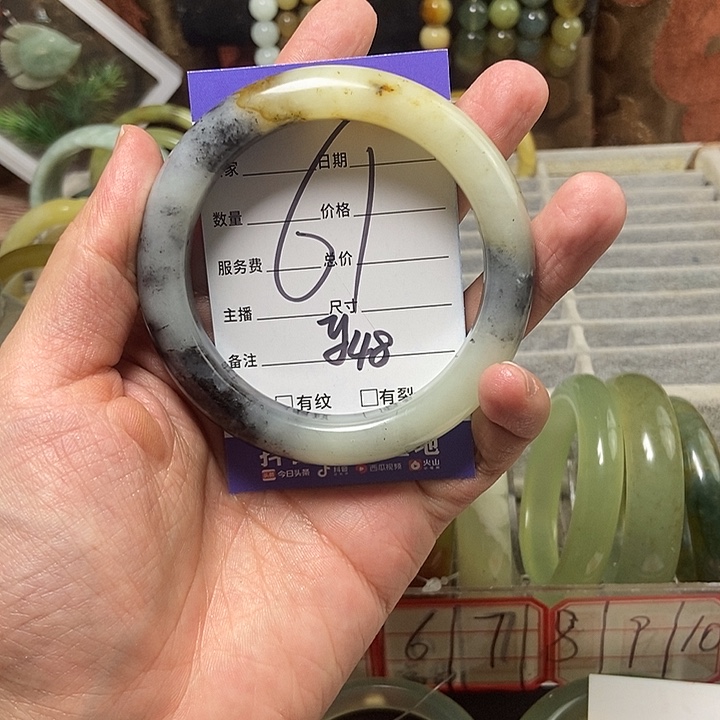 家 日期
61
数量 价格
服务费 总价
主播 尺寸
y48
备注
□有纹 □有裂
今日头条 抖音 西瓜视频 火山
6 7 8 9 10